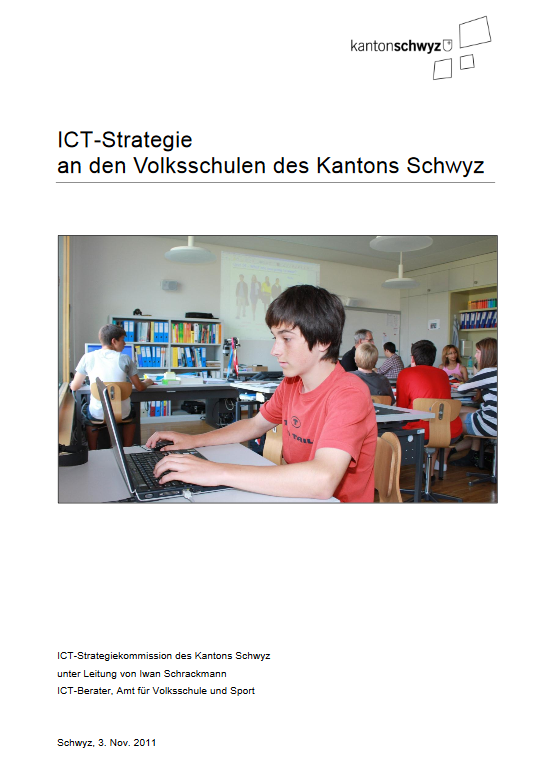 kantonschwyz
ICT-Strategie
an den Volksschulen des Kantons Schwyz
ICT-Strategiekommission des Kantons Schwyz
unter Leitung von Iwan Schrackmann
ICT-Berater, Amt für Volksschule und Sport
Schwyz, 3. Nov. 2011